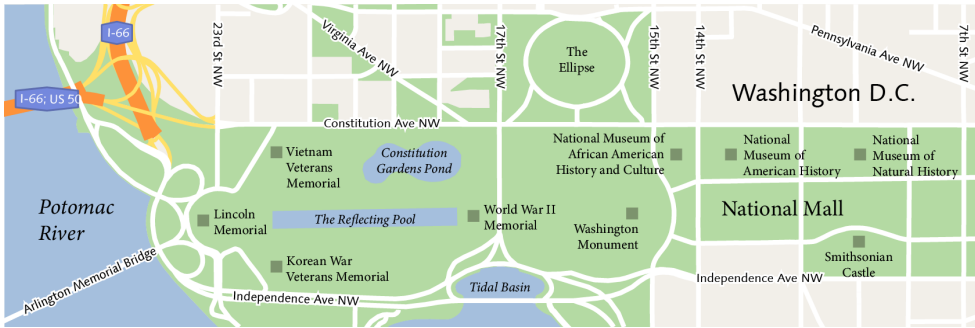 I-66
I-66; US 50
23rd St NW
Virginia Ave NW
17th St NW
The
Ellipse
15th St NW
14th St NW
Pennsylvania Ave NW
7th St NW
Washington D.C.
Constitution Ave NW
Vietnam
Veterans
Memorial
Constitution
Gardens Pond
National Museum of
African American
History and Culture
National
Museum of
American History
National
Museum of
Natural History
Potomac
River
Lincoln
Memorial
The Reflecting Pool
World War II
Memorial
Washington
Monument
National Mall
Smithsonian
Castle
Korean War
Veterans Memorial
Arlington Memorial Bridge
Independence Ave NW
Tidal Basin
Independence Ave NW